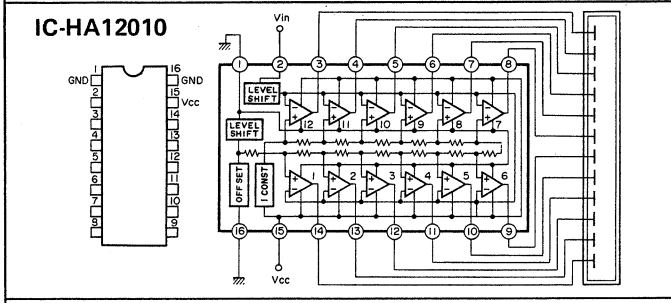 IC-HA12010
1 16
GND GND
2 15
Vcc
3 14
4 13
5 12
6 11
7 10
8 9
Vin
1 2 3 4 5 6 7 8
LEVEL
SHIFT
LEVEL
SHIFT
12 11 10 9 8 7
OFFSET
I CONST
1 2 3 4 5 6
16 15 14 13 12 11 10 9
Vcc